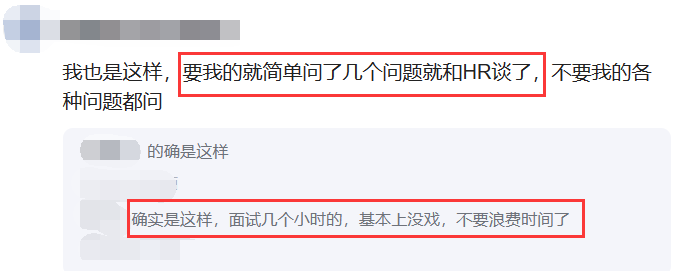 我也是这样，要我的就简单问了几个问题就和HR谈了，不要我的各
种问题都问
的确是这样
确实是这样，面试几个小时的，基本上没戏，不要浪费时间了